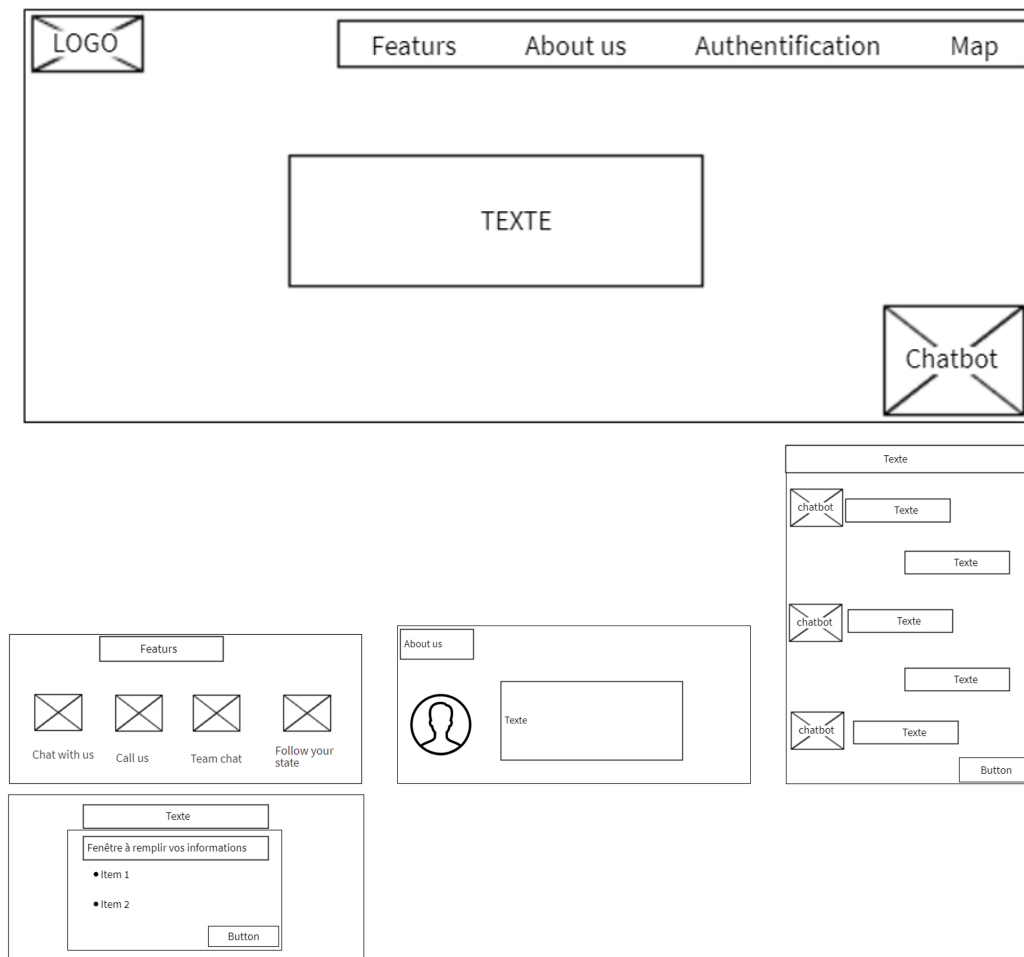 LOGO
Featurs About us Authentification Map
TEXTE
Chatbot
Texte
chatbot Texte
Texte
chatbot Texte
Texte
chatbot Texte
Button
Featurs
Chat with us
Call us
Team chat
Follow your
state
About us
Texte
Texte
Fenêtre à remplir vos informations
Item 1
Item 2
Button